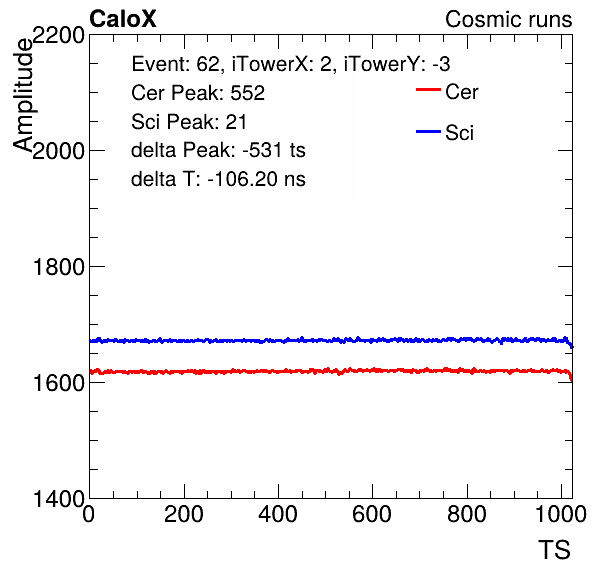 CaloX Cosmic runs
Amplitude
2200
2000
1800
1600
1400
Event: 62, iTowerX: 2, iTowerY: -3
Cer Peak: 552
Sci Peak: 21
delta Peak: -531 ts
delta T: -106.20 ns
Cer
Sci
0 200 400 600 800 1000
TS